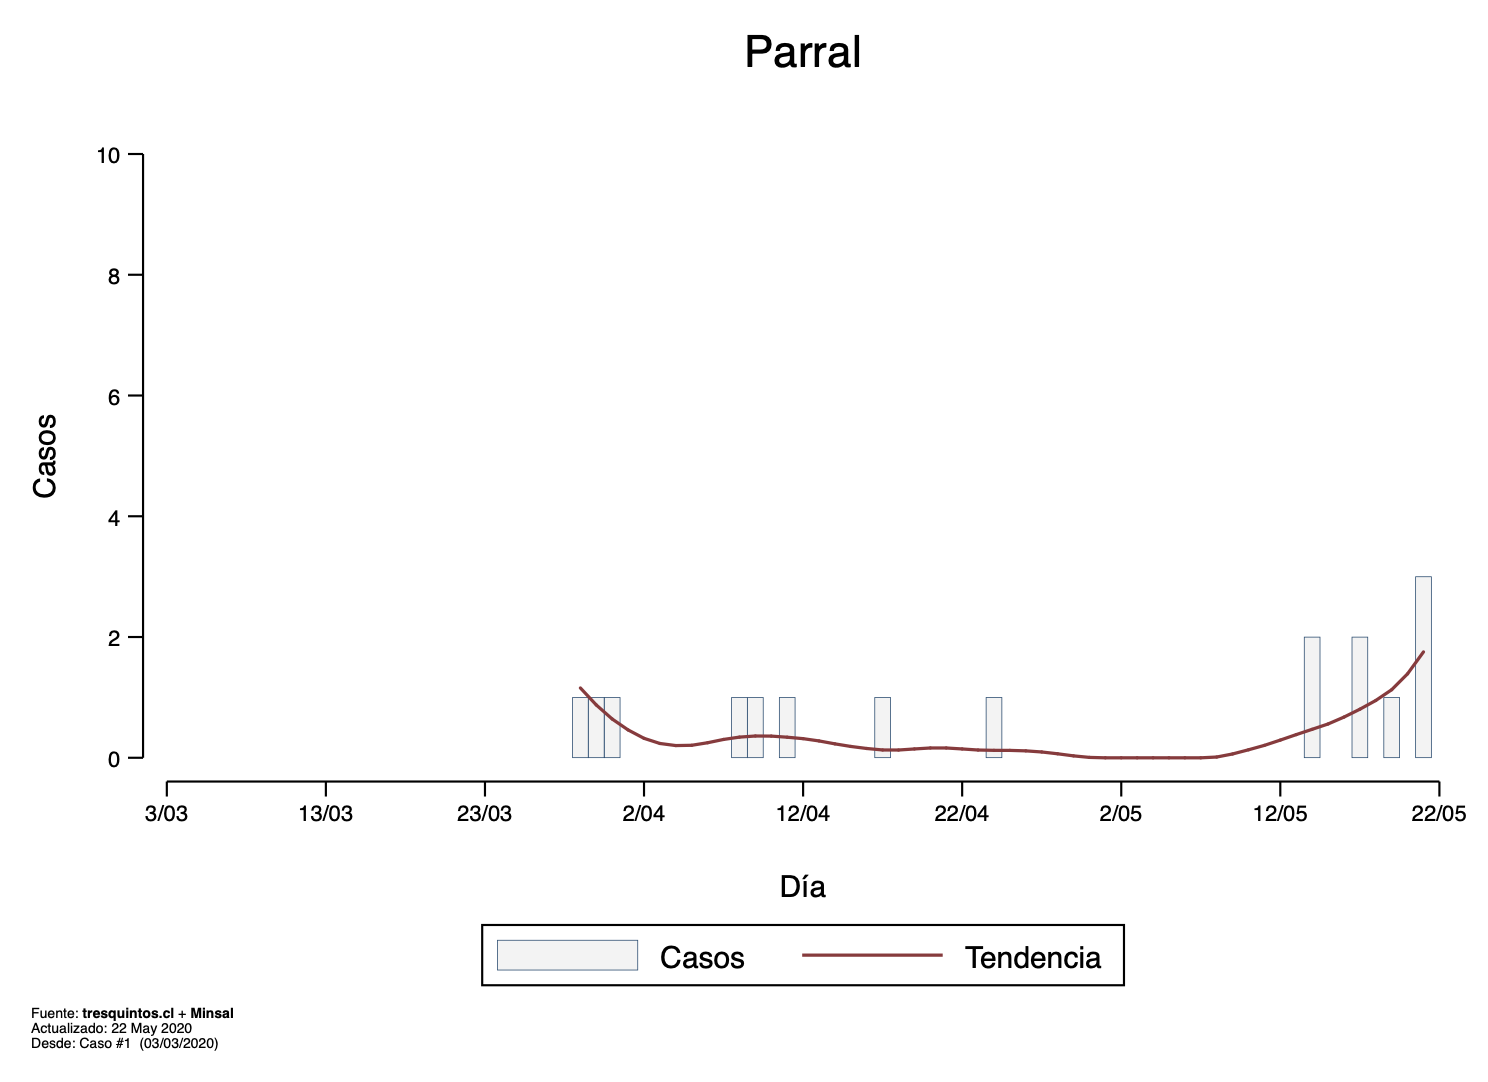 Parral
10
8
6
4
2
0
Casos
3/03 13/03 23/03 2/04 12/04 22/04 2/05 12/05 22/05
Día
Casos Tendencia
Fuente: tresquintos.cl + Minsal
Actualizado: 22 May 2020
Desde: Caso #1 (03/03/2020)